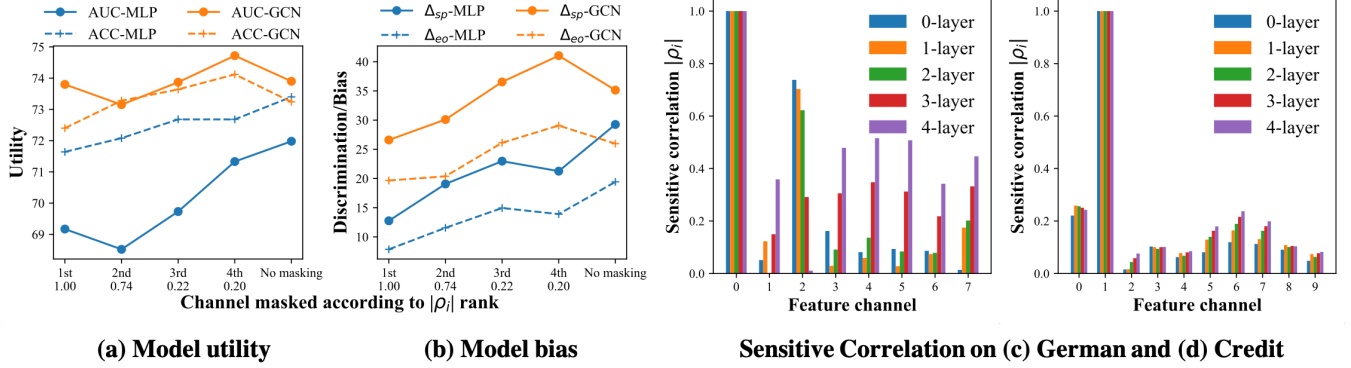 AUC-MLP
AUC-GCN
ACC-MLP
ACC-GCN
75
74
73
72
71
70
69
Utility
1st
2nd
3rd
4th
No masking
1.00
0.74
0.22
0.20
Δsp-MLP
Δsp-GCN
Δeo-MLP
Δeo-GCN
40
35
30
25
20
15
10
Discrimination/Bias
1st
2nd
3rd
4th
No masking
1.00
0.74
0.22
0.20
Channel masked according to |ρi| rank
(a) Model utility
(b) Model bias
1.0
0.8
0.6
0.4
0.2
0.0
Sensitive correlation |ρi|
0-layer
1-layer
2-layer
3-layer
4-layer
0 1 2 3 4 5 6 7
Feature channel
1.0
0.8
0.6
0.4
0.2
0.0
Sensitive correlation |ρi|
0-layer
1-layer
2-layer
3-layer
4-layer
0 1 2 3 4 5 6 7 8 9
Feature channel
Sensitive Correlation on (c) German and (d) Credit